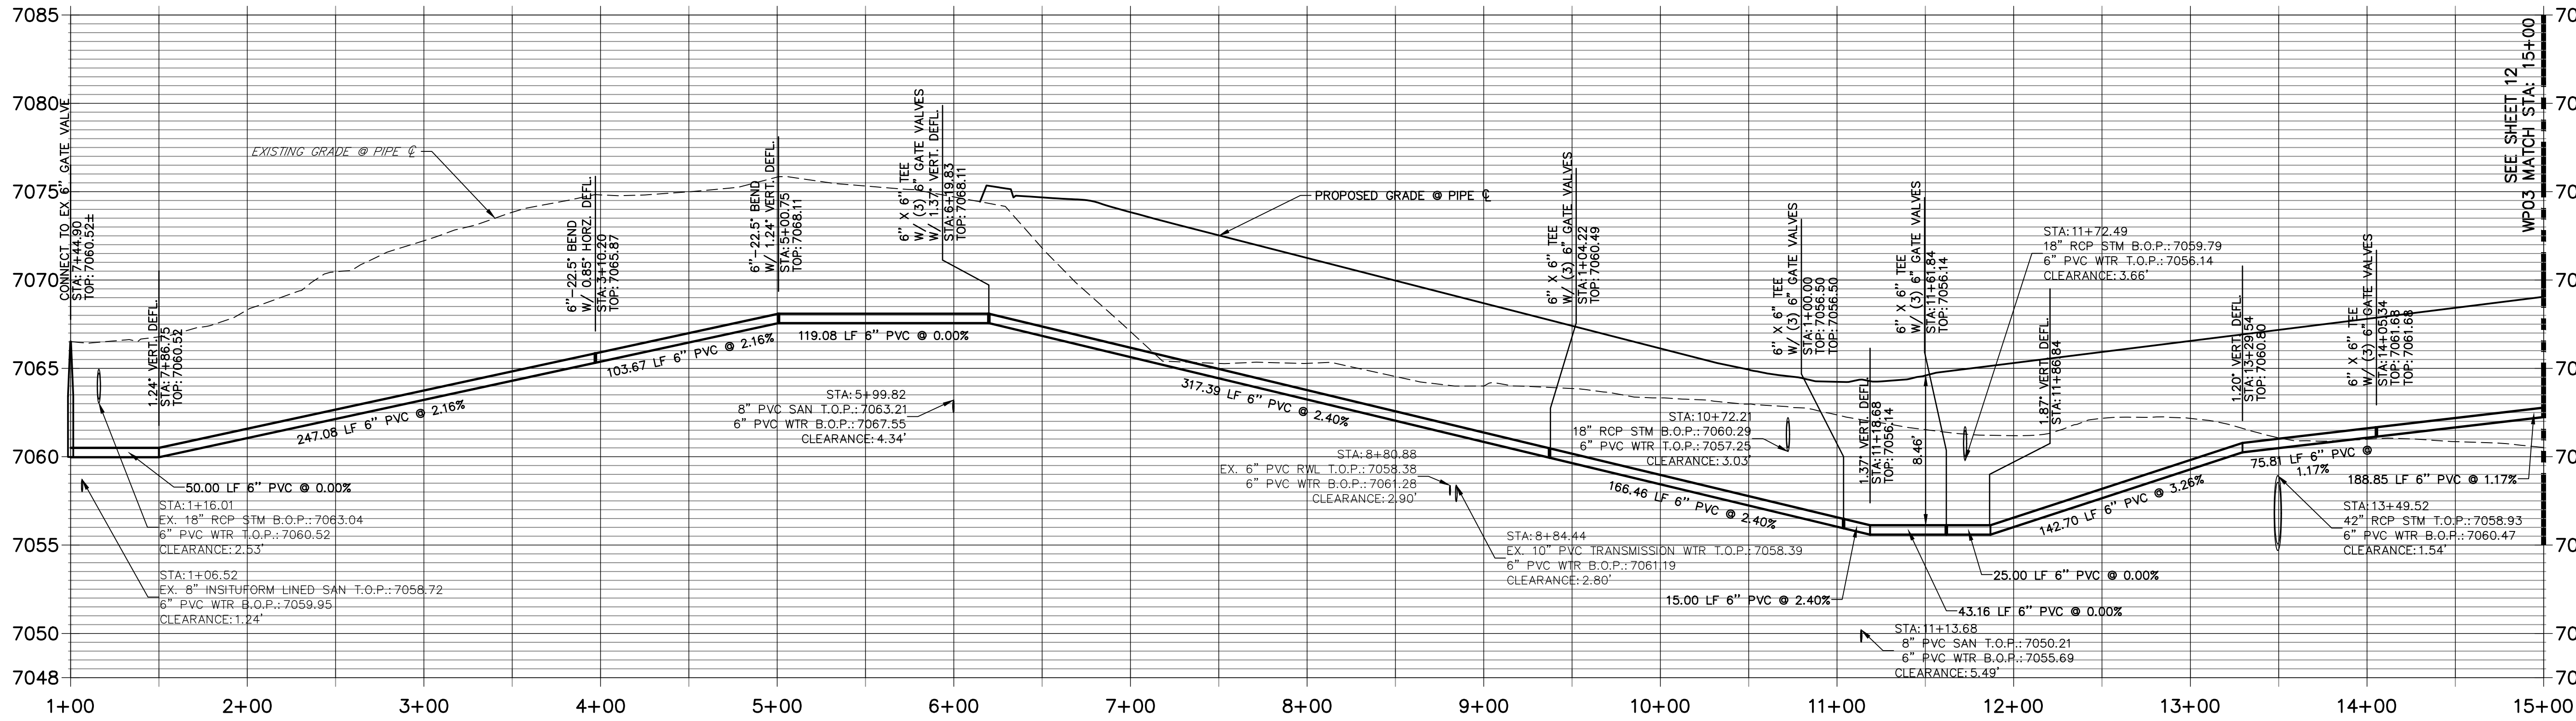 7085
7080
7075
7070
7065
7060
7055
7050
7048
CONNECT TO EX 6" GATE VALVE
STA: 7+44.90
TOP: 7060.52±
1.24° VERT. DEFL.
STA: 7+86.75
TOP: 7060.52
EXISTING GRADE @ PIPE ℄
6"-22.5° BEND
W/ 0.85° HORZ. DEFL.
STA: 3+10.20
TOP: 7065.87
6"-22.5° BEND
W/ 1.24° VERT. DEFL.
STA: 5+00.75
TOP: 7068.11
6" X 6" TEE
W/ (3) 6" GATE VALVES
W/ 1.37° VERT. DEFL.
STA: 6+19.83
TOP: 7068.11
PROPOSED GRADE @ PIPE ℄
6" X 6" TEE
W/ (3) 6" GATE VALVES
STA: 1+04.22
TOP: 7060.49
6" X 6" TEE
W/ (3) 6" GATE VALVES
STA: 1+00.00
TOP: 7056.50
TOP: 7056.50
1.37° VERT. DEFL.
STA: 11+18.68
TOP: 7056.14
6" X 6" TEE
W/ (3) 6" GATE VALVES
STA: 11+61.84
TOP: 7056.14
8.46'
STA: 11+72.49
18" RCP STM B.O.P.: 7059.79
6" PVC WTR T.O.P.: 7056.14
CLEARANCE: 3.66'
1.87° VERT. DEFL.
STA: 11+86.84
1.20° VERT. DEFL.
STA: 13+29.54
TOP: 7060.80
6" X 6" TEE
W/ (3) 6" GATE VALVES
STA: 14+05.34
TOP: 7061.68
TOP: 7061.68
SEE SHEET 12
WP03 MATCH STA: 15+00
50.00 LF 6" PVC @ 0.00%
247.08 LF 6" PVC @ 2.16%
103.67 LF 6" PVC @ 2.16%
119.08 LF 6" PVC @ 0.00%
317.39 LF 6" PVC @ 2.40%
166.46 LF 6" PVC @ 2.40%
15.00 LF 6" PVC @ 2.40%
43.16 LF 6" PVC @ 0.00%
25.00 LF 6" PVC @ 0.00%
142.70 LF 6" PVC @ 3.26%
75.81 LF 6" PVC @
1.17%
188.85 LF 6" PVC @ 1.17%
STA: 1+16.01
EX. 18" RCP STM B.O.P.: 7063.04
6" PVC WTR T.O.P.: 7060.52
CLEARANCE: 2.53'
STA: 1+06.52
EX. 8" INSITUFORM LINED SAN T.O.P.: 7058.72
6" PVC WTR B.O.P.: 7059.95
CLEARANCE: 1.24'
STA: 5+99.82
8" PVC SAN T.O.P.: 7063.21
6" PVC WTR B.O.P.: 7067.55
CLEARANCE: 4.34'
STA: 8+80.88
EX. 6" PVC RWL T.O.P.: 7058.38
6" PVC WTR B.O.P.: 7061.28
CLEARANCE: 2.90'
STA: 8+84.44
EX. 10" PVC TRANSMISSION WTR T.O.P.: 7058.39
6" PVC WTR B.O.P.: 7061.19
CLEARANCE: 2.80'
STA: 10+72.21
18" RCP STM B.O.P.: 7060.29
6" PVC WTR T.O.P.: 7057.25
CLEARANCE: 3.03'
STA: 11+13.68
8" PVC SAN T.O.P.: 7050.21
6" PVC WTR B.O.P.: 7055.69
CLEARANCE: 5.49'
STA: 13+49.52
42" RCP STM T.O.P.: 7058.93
6" PVC WTR B.O.P.: 7060.47
CLEARANCE: 1.54'
1+00 2+00 3+00 4+00 5+00 6+00 7+00 8+00 9+00 10+00 11+00 12+00 13+00 14+00 15+00